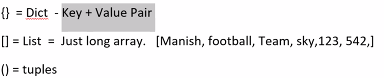 {} = Dict - Key + Value Pair
[] = List = Just long array. [Manish, football, Team, sky,123, 542,]
() = tuples